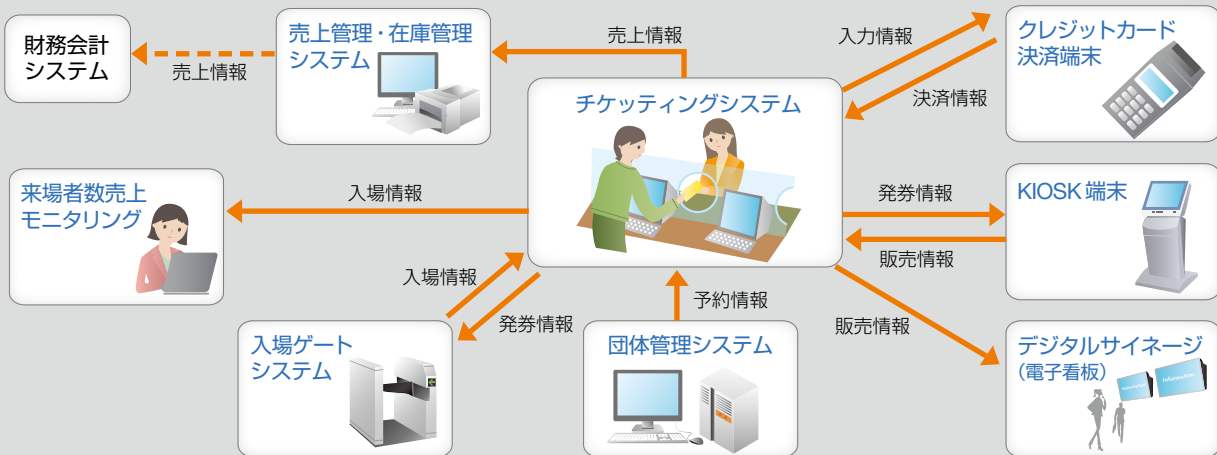 財務会計
システム
売上情報
売上管理・在庫管理
システム
売上情報
チケッティングシステム
入力情報
決済情報
クレジットカード
決済端末
来場者数売上
モニタリング
入場情報
発券情報
販売情報
KIOSK 端末
入場情報
発券情報
入場ゲート
システム
予約情報
団体管理システム
販売情報
デジタルサイネージ
（電子看板）
Information